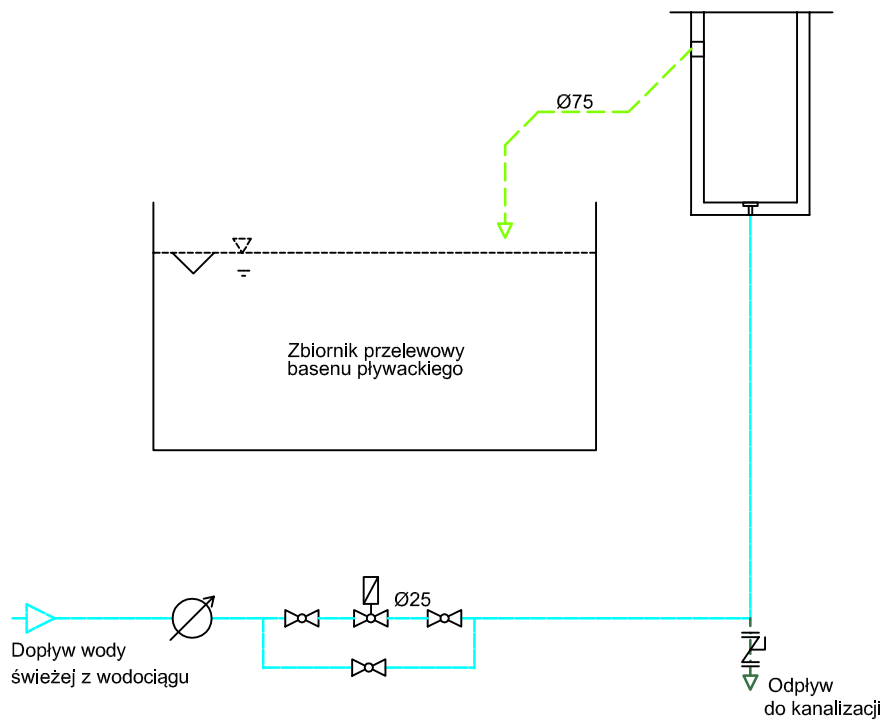 Ø75
Zbiornik przelewowy
basenu pływackiego
Ø25
Dopływ wody
świeżej z wodociągu
Odpływ
do kanalizacji